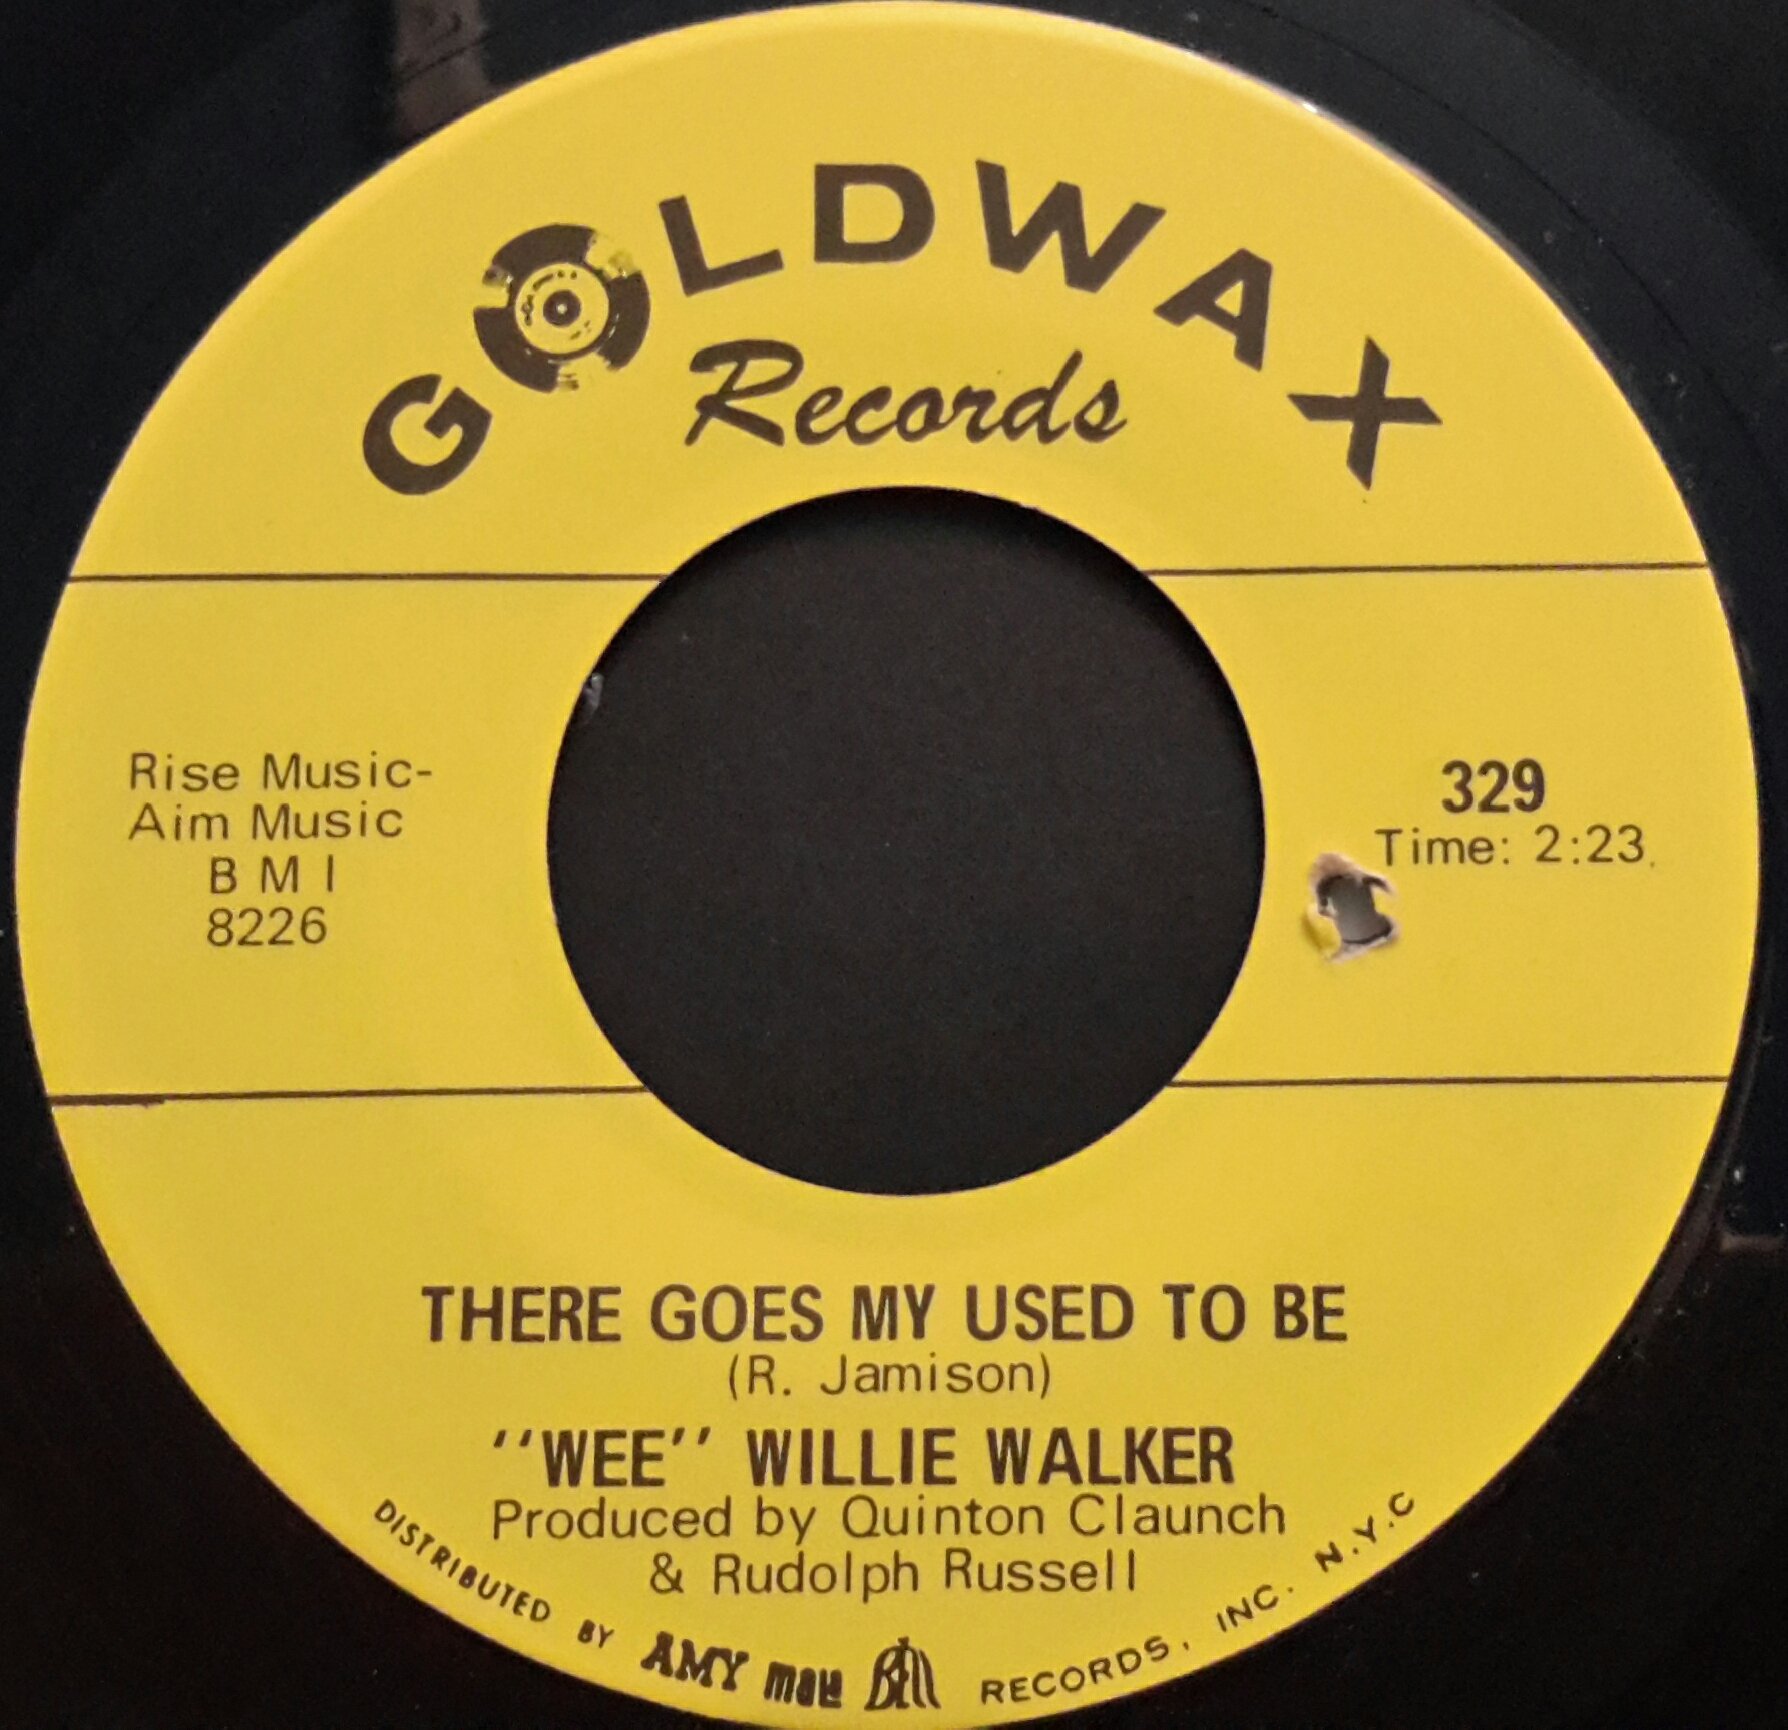 GOLDWAX
Records
Rise Music-
Aim Music
B M I
8226
329
Time: 2:23
THERE GOES MY USED TO BE
(R. Jamison)
''WEE'' WILLIE WALKER
Produced by Quinton Claunch
& Rudolph Russell
DISTRIBUTED BY AMY mala Bell RECORDS, INC. N.Y.C